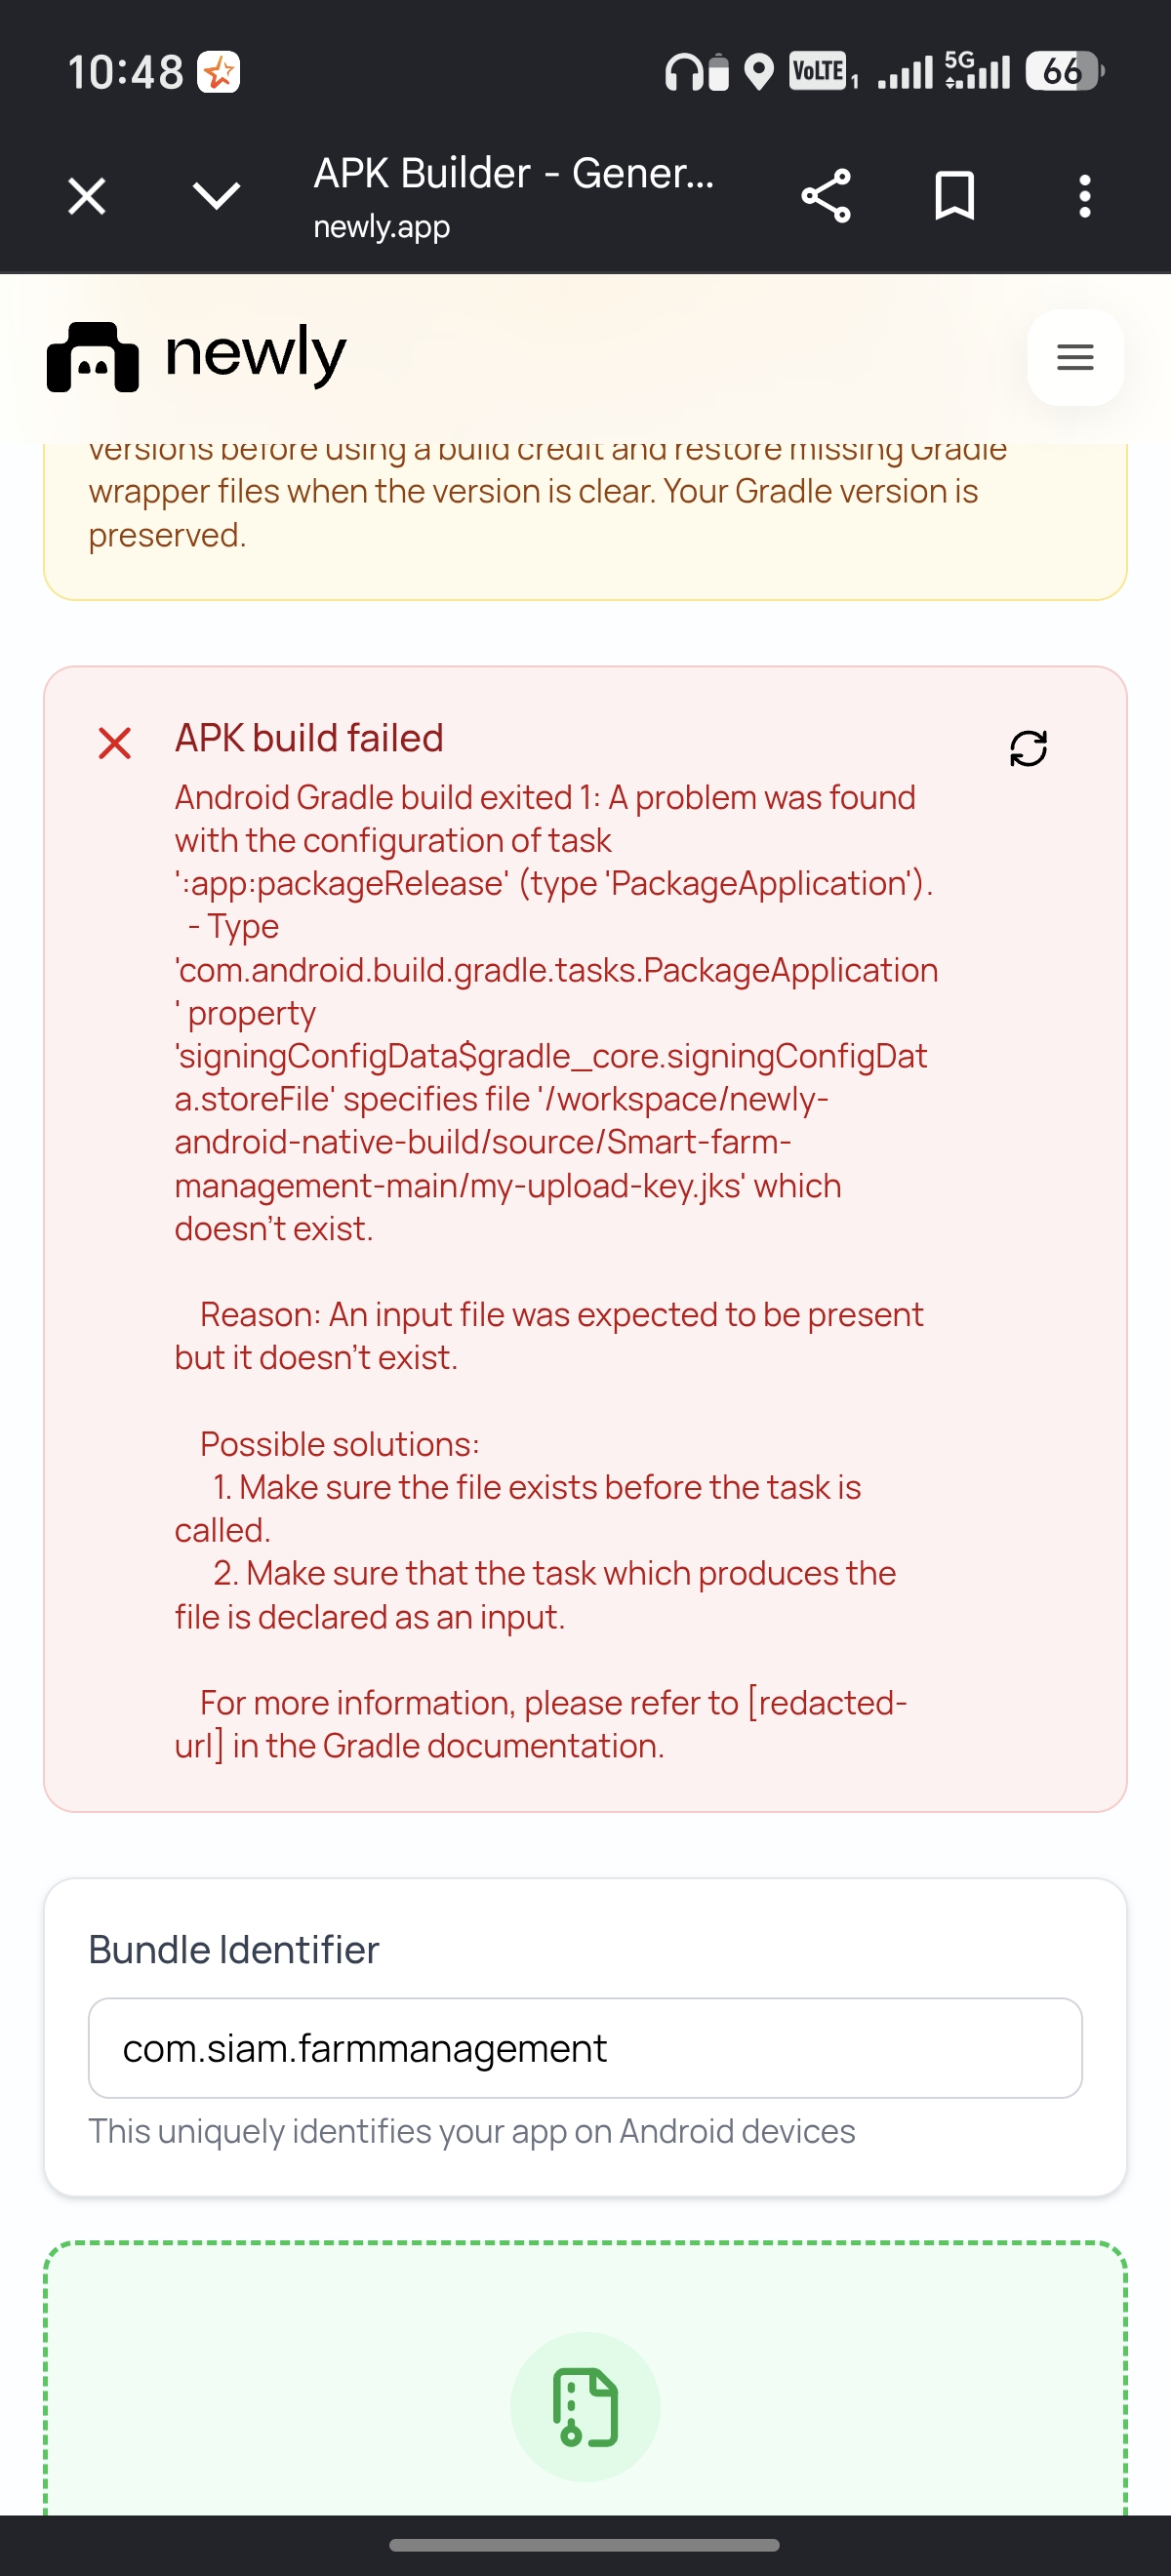 10:48
VoLTE 1
5G
66
APK Builder - Gener...
newly.app
newly
versions before using a build credit and restore missing Gradle
wrapper files when the version is clear. Your Gradle version is
preserved.
APK build failed
Android Gradle build exited 1: A problem was found
with the configuration of task
':app:packageRelease' (type 'PackageApplication').
- Type
'com.android.build.gradle.tasks.PackageApplication
' property
'signingConfigData$gradle_core.signingConfigDat
a.storeFile' specifies file '/workspace/newly-
android-native-build/source/Smart-farm-
management-main/my-upload-key.jks' which
doesn't exist.
Reason: An input file was expected to be present
but it doesn't exist.
Possible solutions:
1. Make sure the file exists before the task is
called.
2. Make sure that the task which produces the
file is declared as an input.
For more information, please refer to [redacted-
url] in the Gradle documentation.
Bundle Identifier
com.siam.farmmanagement
This uniquely identifies your app on Android devices